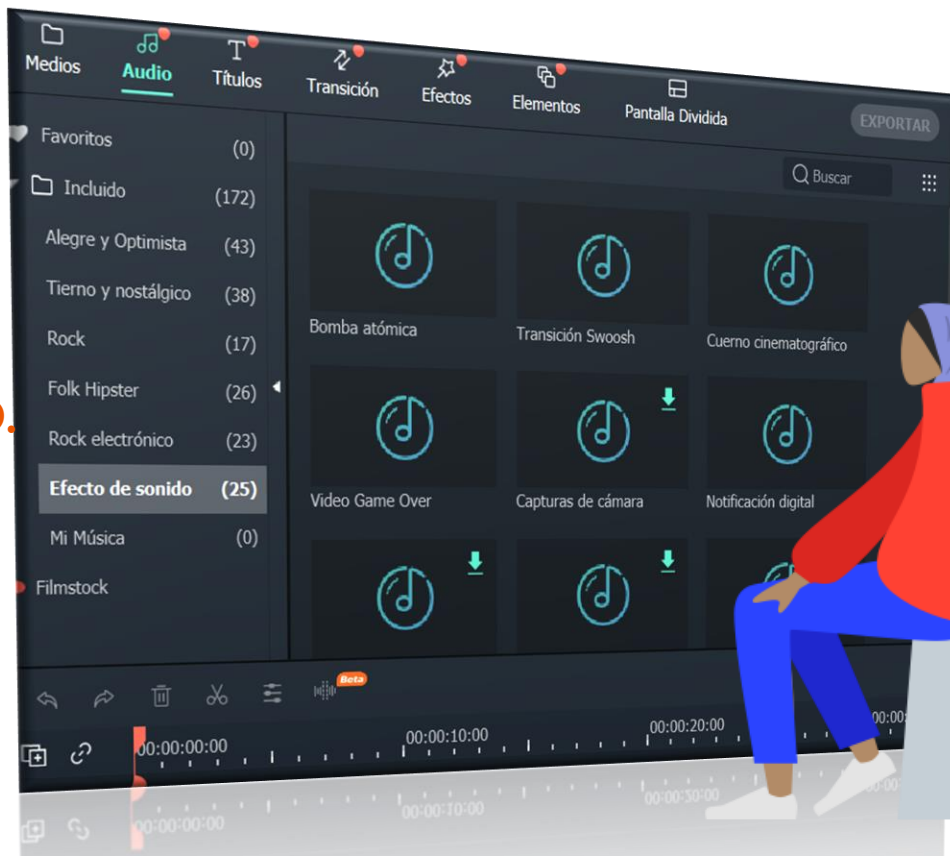 Medios
Audio
Títulos
Transición
Efectos
Elementos
Pantalla Dividida
EXPORTAR
Favoritos (0)
Buscar
Incluido (172)
Alegre y Optimista (43)
Tierno y nostálgico (38)
Rock (17)
Folk Hipster (26)
Rock electrónico (23)
Efecto de sonido (25)
Mi Música (0)
Filmstock
Bomba atómica
Transición Swoosh
Cuerno cinematográfico
Video Game Over
Capturas de cámara
Notificación digital
Beta
00:00:00:00
00:00:10:00
00:00:20:00